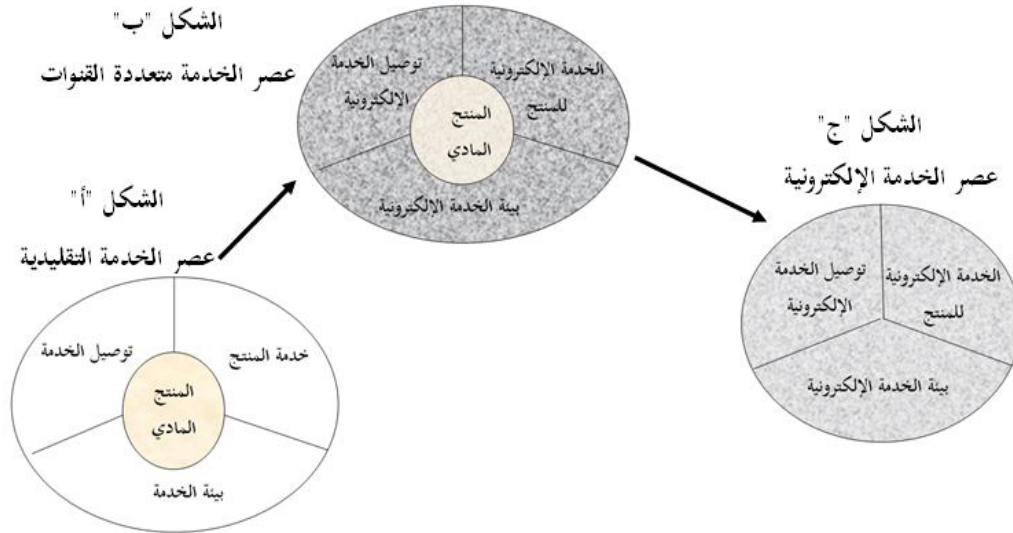 الشكل "أ"
عصر الخدمة التقليدية
خدمة المنتج
توصيل الخدمة
المنتج
المادي
بيئة الخدمة
الشكل "ب"
عصر الخدمة متعددة القنوات
الخدمة الإلكترونية
للمنتج
توصيل الخدمة
الإلكترونية
المنتج
المادي
بيئة الخدمة الإلكترونية
الشكل "ج"
عصر الخدمة الإلكترونية
الخدمة الإلكترونية
للمنتج
توصيل الخدمة
الإلكترونية
بيئة الخدمة الإلكترونية